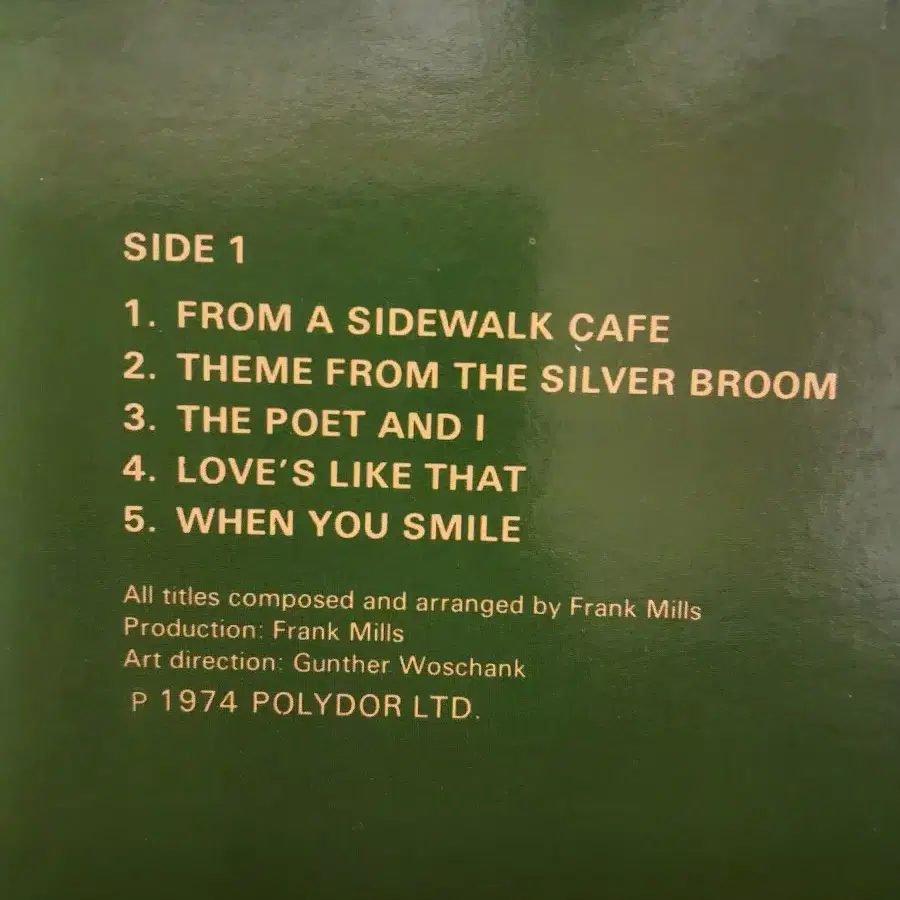 SIDE 1
1. FROM A SIDEWALK CAFE
2. THEME FROM THE SILVER BROOM
3. THE POET AND I
4. LOVE'S LIKE THAT
5. WHEN YOU SMILE
All titles composed and arranged by Frank Mills
Production: Frank Mills
Art direction: Gunther Woschank
P 1974 POLYDOR LTD.